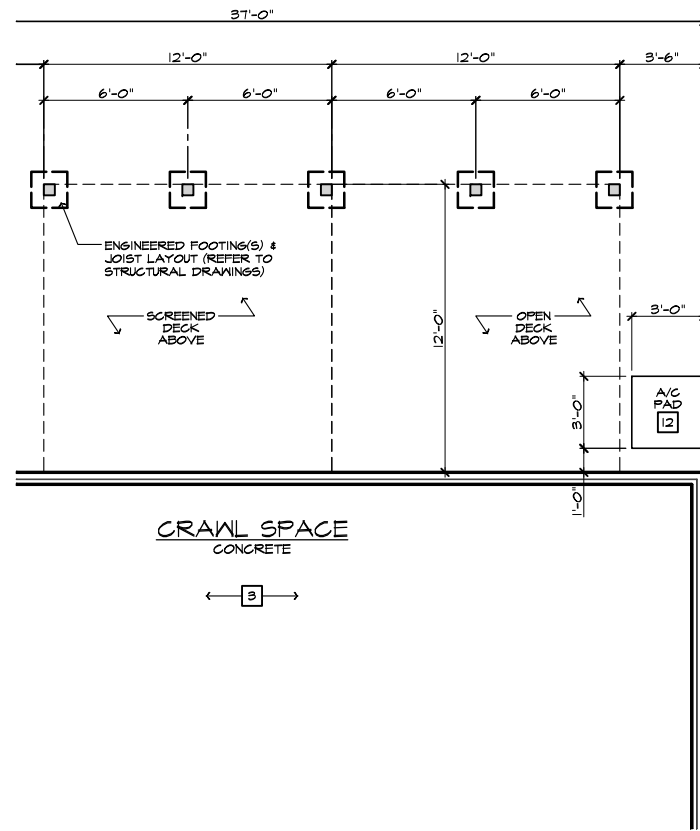 37'-0"
12'-0" 12'-0" 3'-6"
6'-0" 6'-0" 6'-0" 6'-0"
ENGINEERED FOOTING(S) &
JOIST LAYOUT (REFER TO
STRUCTURAL DRAWINGS)
SCREENED
DECK
ABOVE
12'-0"
OPEN
DECK
ABOVE
3'-0"
3'-0"
A/C
PAD
12
1'-0"
CRAWL SPACE
CONCRETE
3